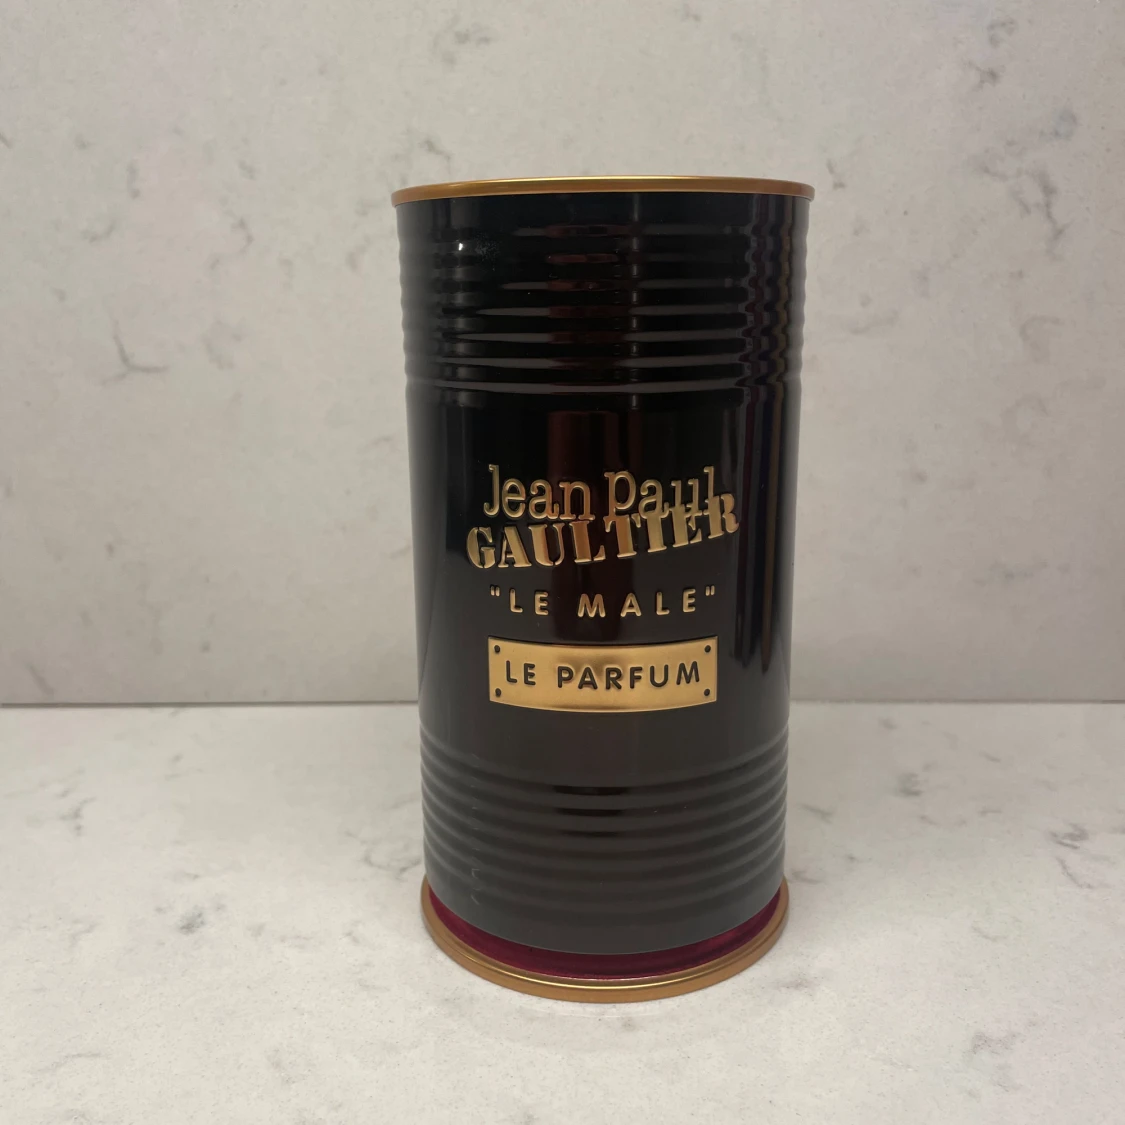 Jean Paul
GAULTIER
"LE MALE"
LE PARFUM